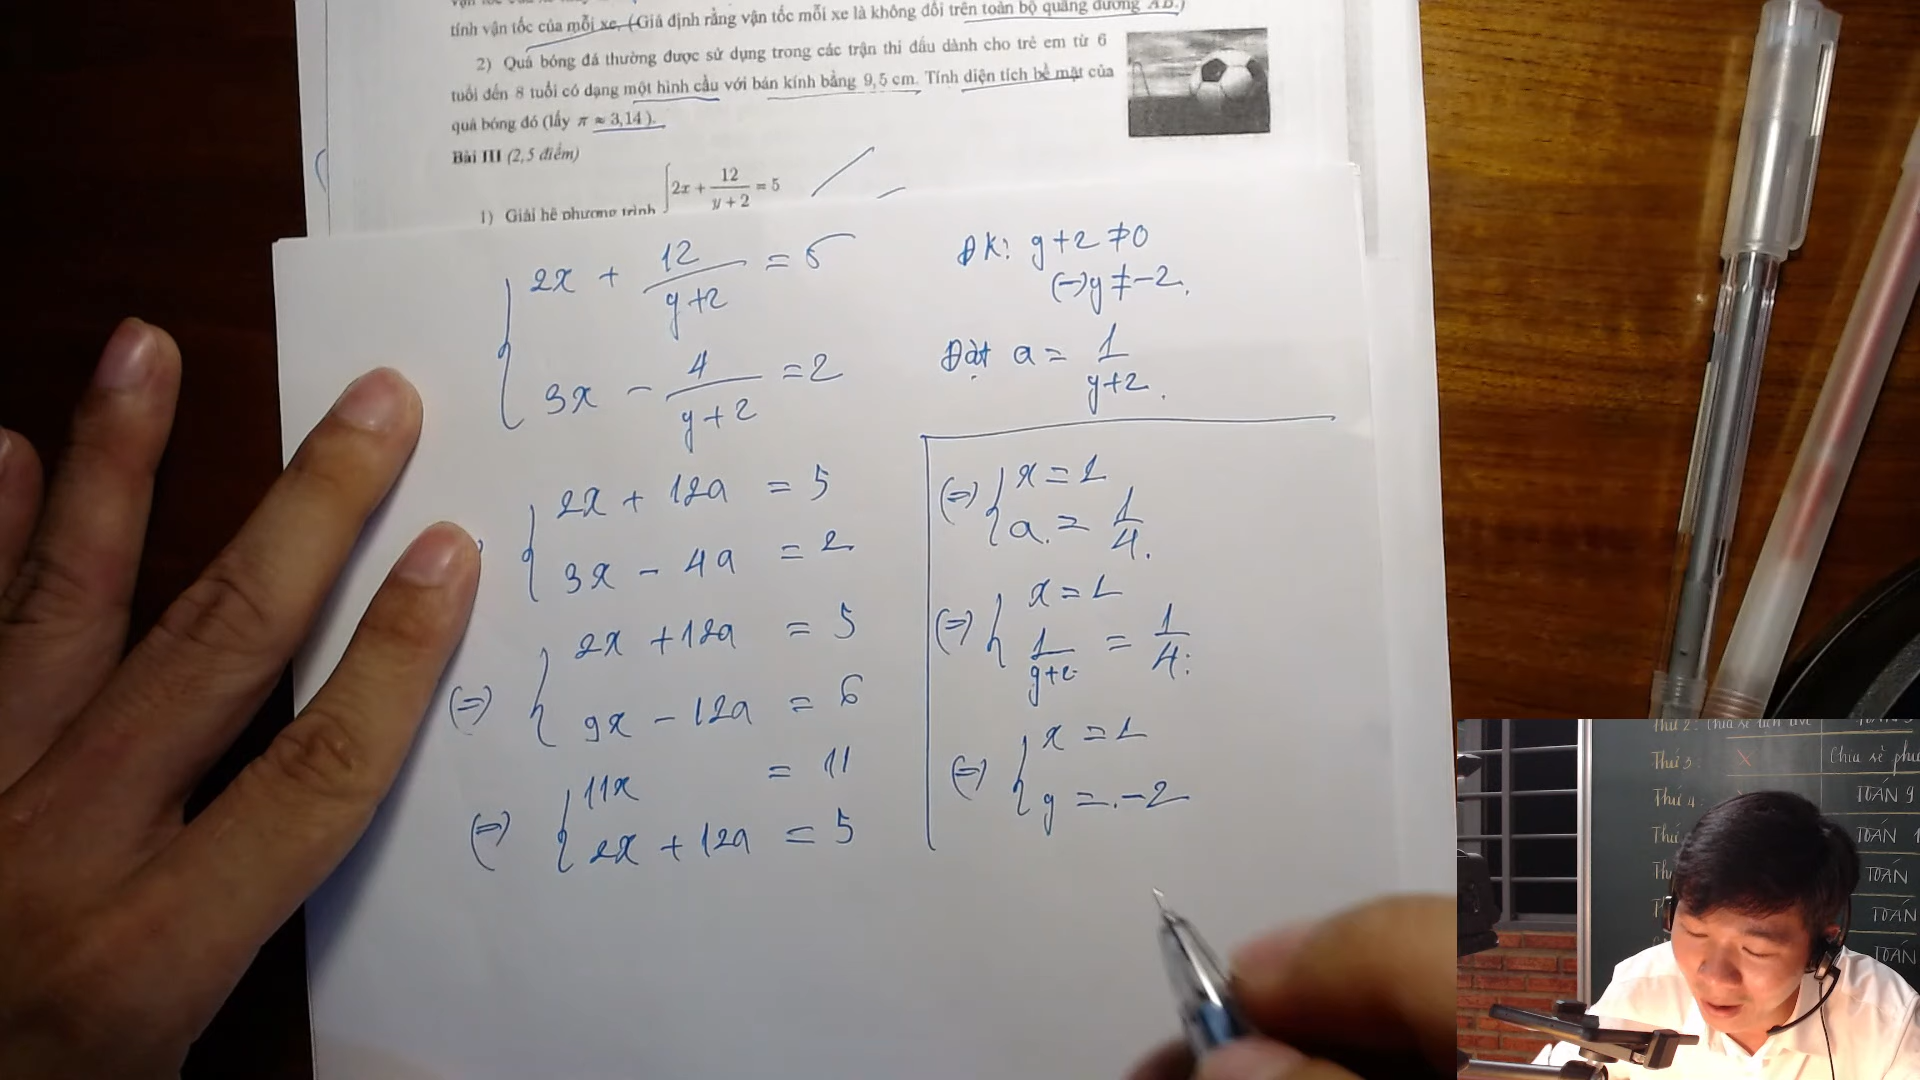 tính vận tốc của mỗi xe. (Giả định rằng vận tốc mỗi xe là không đổi trên toàn bộ quãng đường AB.)
2) Quả bóng đá thường được sử dụng trong các trận thi đấu dành cho trẻ em từ 6
tuổi đến 8 tuổi có dạng một hình cầu với bán kính bằng 9,5 cm. Tính diện tích bề mặt của
quả bóng đó (lấy π ≈ 3,14).
Bài III (2,5 điểm)
1) Giải hệ phương trình { 2x + 12/(y+2) = 5
2x + 12/(y+2) = 5
3x - 4/(y+2) = 2
2x + 12a = 5
3x - 4a = 2
(=) 2x + 12a = 5
9x - 12a = 6
(=) 11x = 11
2x + 12a = 5
ĐK: y+2 ≠ 0
(=) y ≠ -2.
Đặt a = 1/(y+2).
(=) x = 1
a = 1/4.
(=) x = 1
1/(y+2) = 1/4.
(=) x = 1
y = -2
Thứ 2: Chia sẻ
Thứ 3: X Chia sẻ
Thứ 4: TOÁN 9
Thứ TOÁN 1
TOÁN
TOÁN
TOÁN